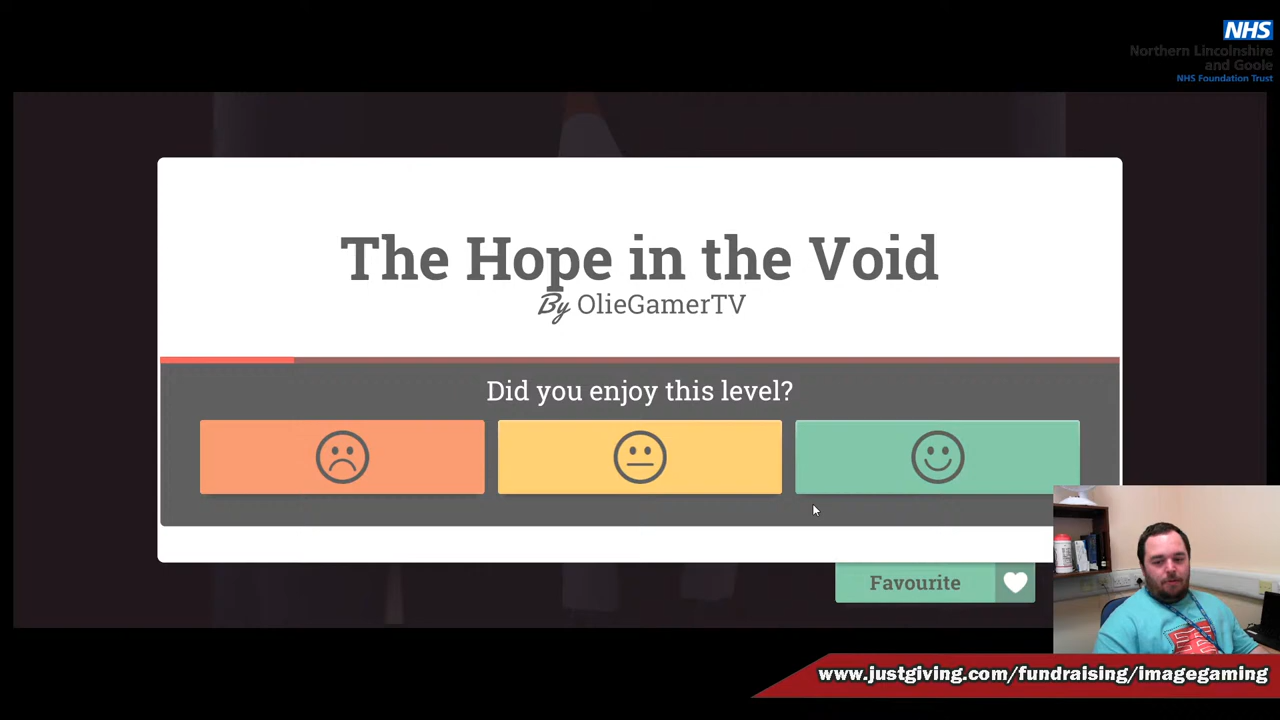 NHS
Northern Lincolnshire
and Goole
NHS Foundation Trust
The Hope in the Void
By OlieGamerTV
Did you enjoy this level?
Favourite
www.justgiving.com/fundraising/imagegaming